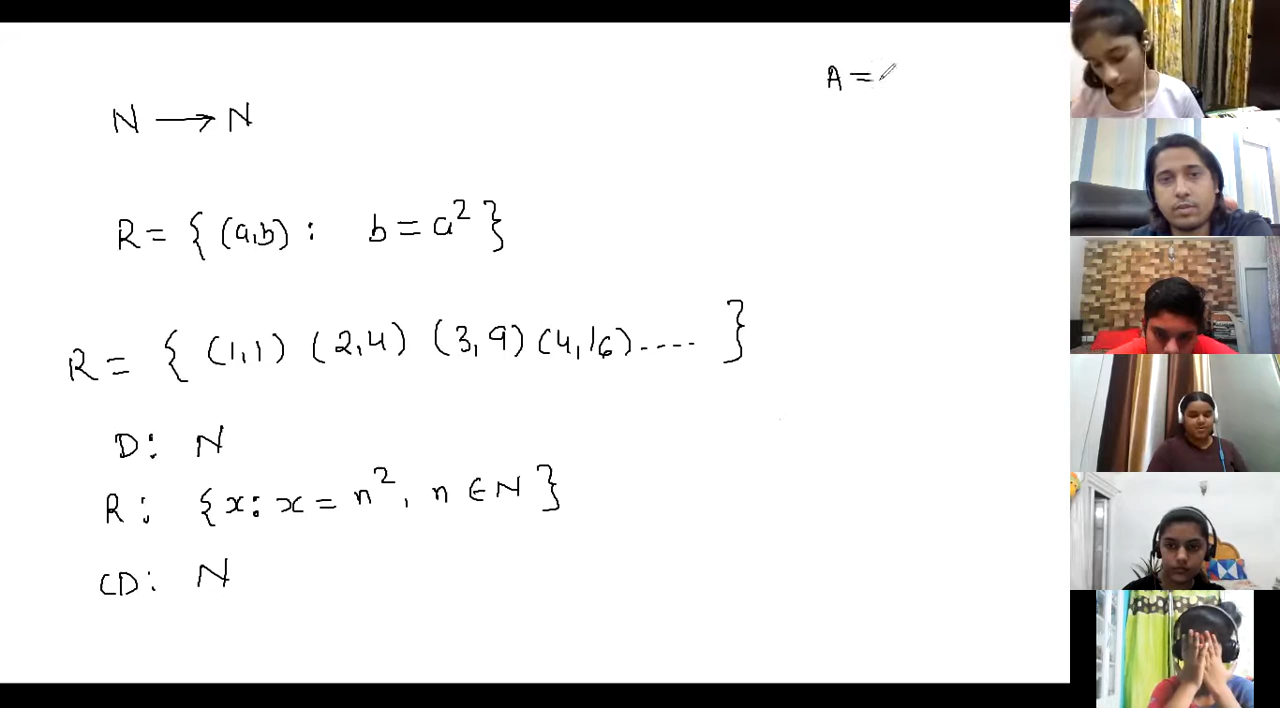 A =
N → N
R = { (a,b) : b = a² }
R = { (1,1) (2,4) (3,9) (4,16) .... }
D : N
R : { x : x = n² , n ∈ N }
CD : N